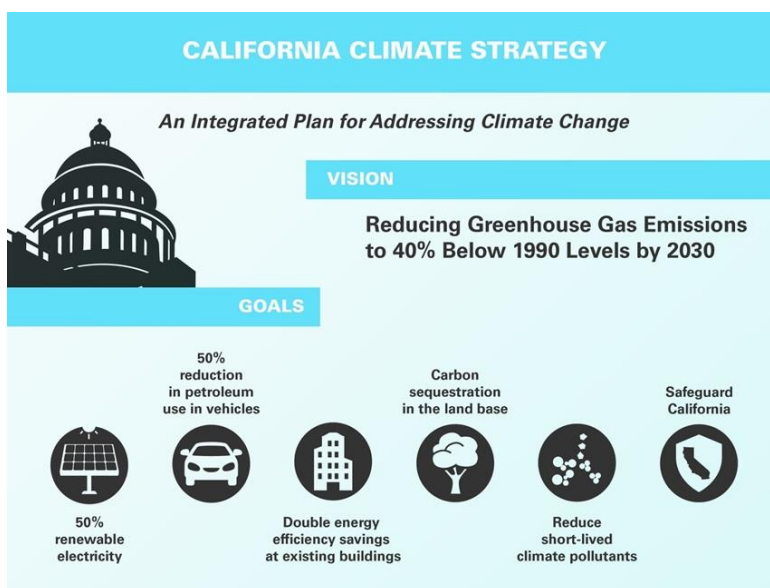 CALIFORNIA CLIMATE STRATEGY
An Integrated Plan for Addressing Climate Change
VISION
Reducing Greenhouse Gas Emissions
to 40% Below 1990 Levels by 2030
GOALS
50%
renewable
electricity
50%
reduction
in petroleum
use in vehicles
Double energy
efficiency savings
at existing buildings
Carbon
sequestration
in the land base
Reduce
short-lived
climate pollutants
Safeguard
California